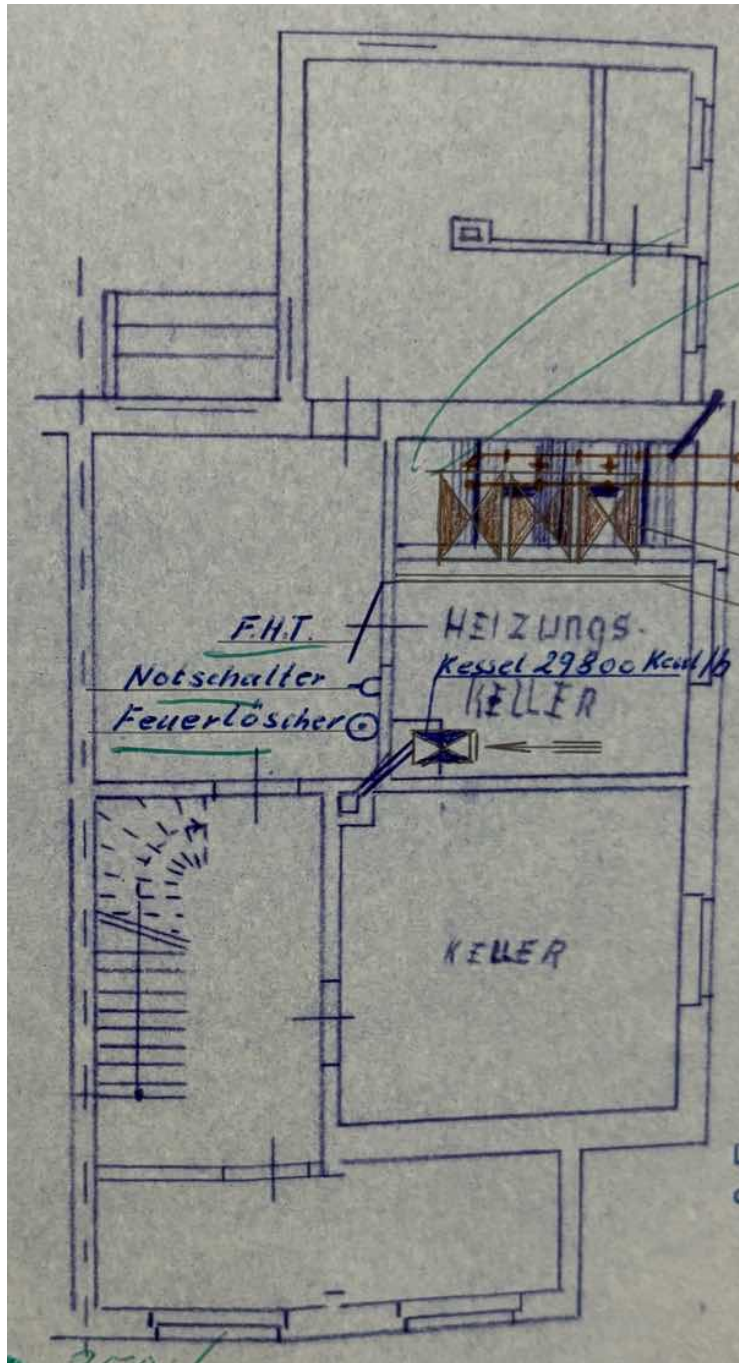 F.H.T.
HEIZUNGS-
Notschalter
Kessel 29800 Kcal/h
KELLER
Feuerlöscher
KELLER